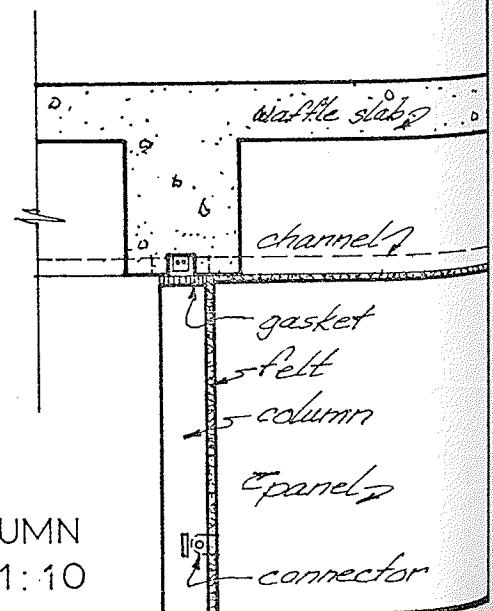 waffle slab
channel
gasket
felt
column
panel
UMN
1:10
connector